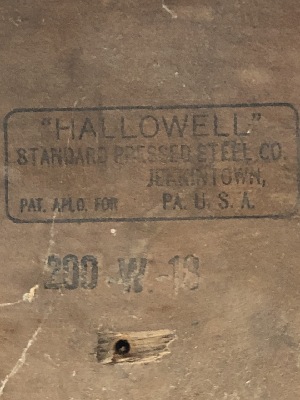 "HALLOWELL"
STANDARD PRESSED STEEL CO.
JENKINTOWN,
PAT. APLD. FOR PA. U. S. A.
200-W-18